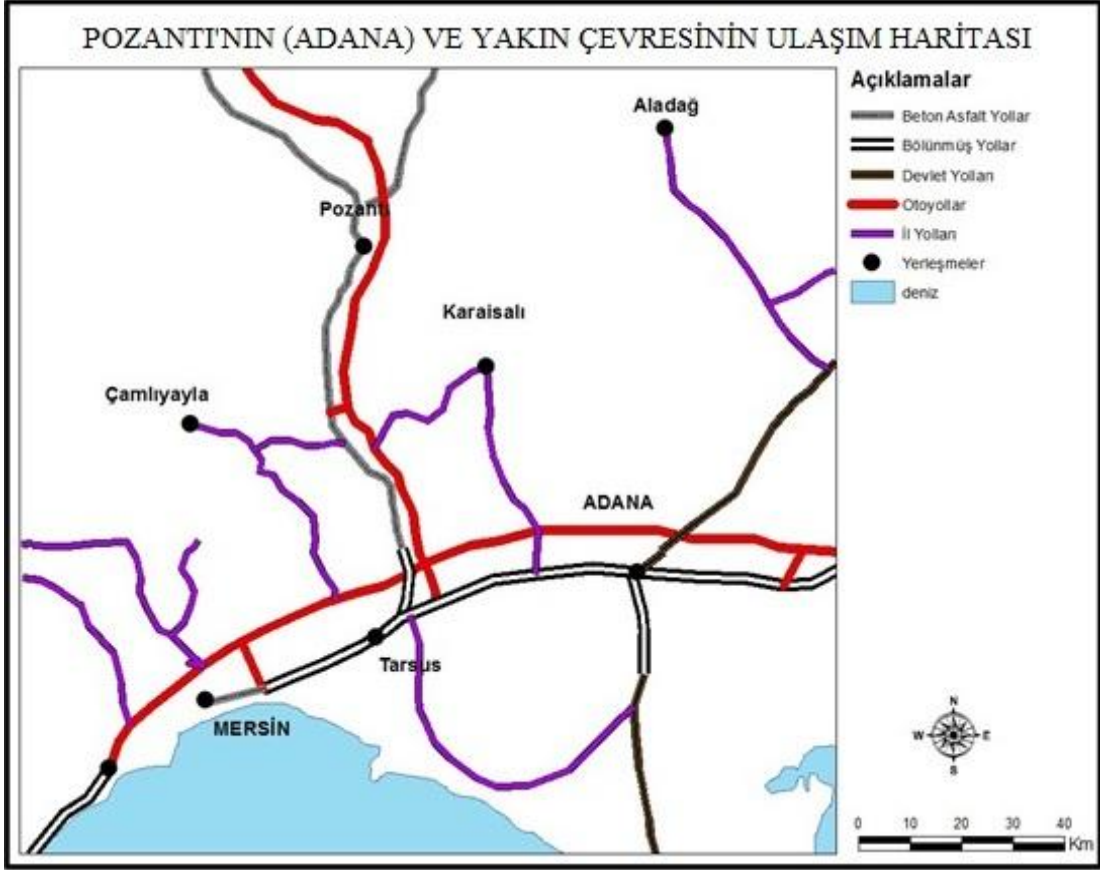 POZANTI'NIN (ADANA) VE YAKIN ÇEVRESİNİN ULAŞIM HARİTASI
Açıklamalar
Beton Asfalt Yollar
Bölünmüş Yollar
Devlet Yolları
Otoyollar
İl Yolları
Yerleşmeler
deniz
Aladağ
Pozantı
Karaisalı
Çamlıyayla
ADANA
Tarsus
MERSİN
N
W E
S
0 10 20 30 40
Km